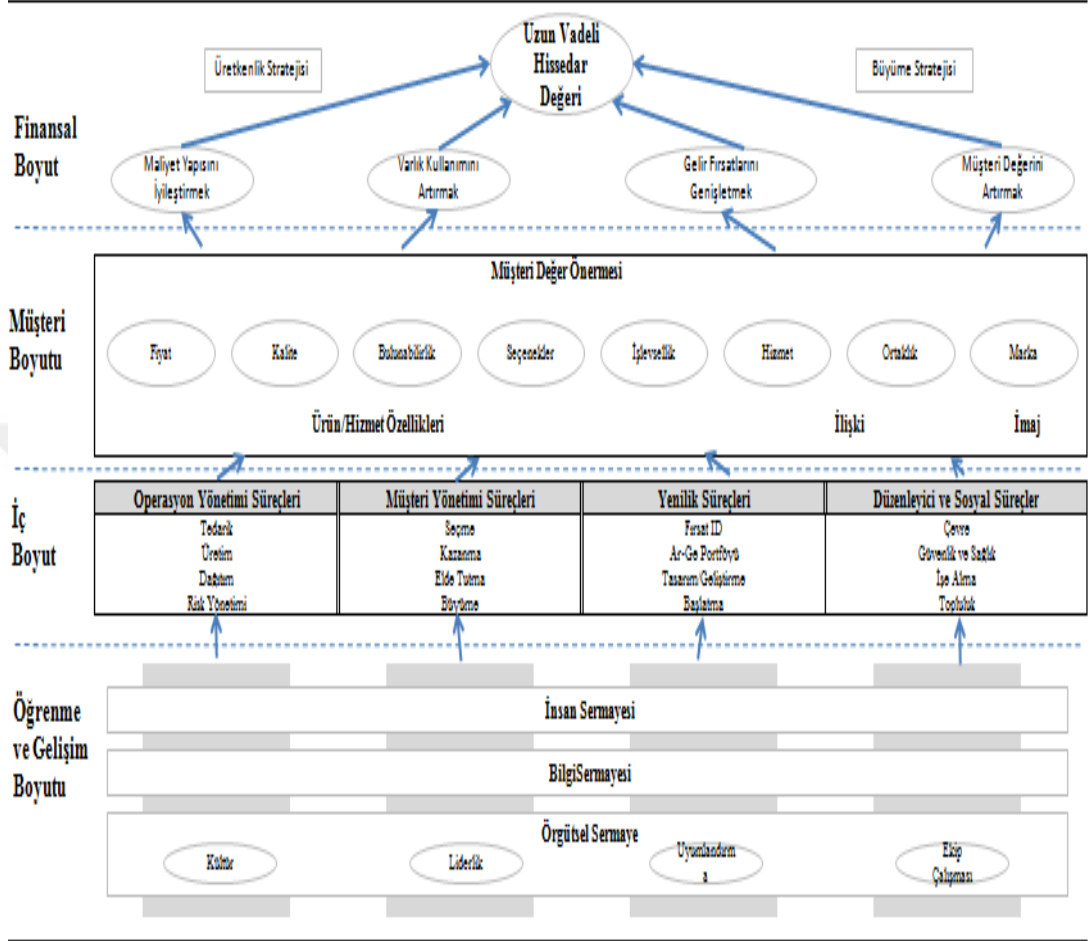 Uzun Vadeli
Hissedar
Değeri
Üretkenlik Stratejisi
Büyüme Stratejisi
Finansal
Boyut
Maliyet Yapısını
İyileştirmek
Varlık Kullanımını
Artırmak
Gelir Fırsatlarını
Genişletmek
Müşteri Değerini
Artırmak
Müşteri Değer Önermesi
Müşteri
Boyutu
Fiyat
Kalite
Bulunabilirlik
Seçenekler
İşlevsellik
Hizmet
Ortaklık
Marka
Ürün/Hizmet Özellikleri
İlişki
İmaj
İç
Boyut
Operasyon Yönetimi Süreçleri
Tedarik
Üretim
Dağıtım
Risk Yönetimi
Müşteri Yönetimi Süreçleri
Seçme
Kazanma
Elde Tutma
Büyüme
Yenilik Süreçleri
Fırsat ID
Ar-Ge Portföyü
Tasarım/Geliştirme
Başlatma
Düzenleyici ve Sosyal Süreçler
Çevre
Güvenlik ve Sağlık
İşe Alma
Topluluk
Öğrenme
ve Gelişim
Boyutu
İnsan Sermayesi
BilgiSermayesi
Örgütsel Sermaye
Kültür
Liderlik
Uyumlandırm
a
Ekip
Çalışması